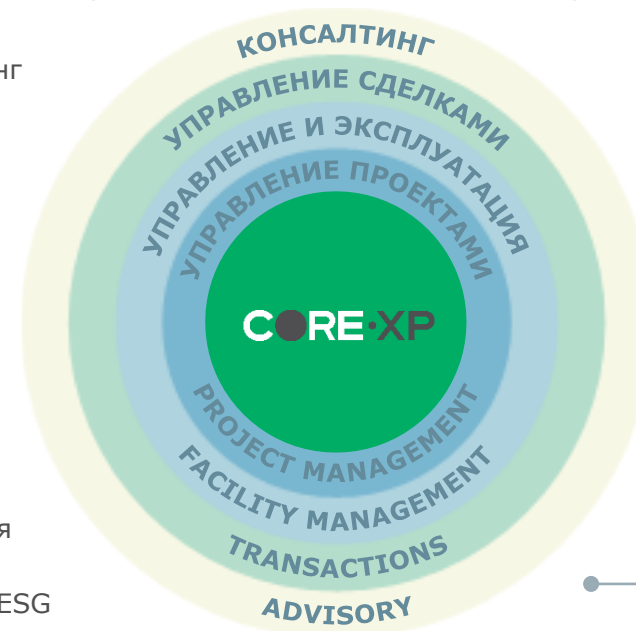 КОНСАЛТИНГ
УПРАВЛЕНИЕ СДЕЛКАМИ
УПРАВЛЕНИЕ И ЭКСПЛУАТАЦИЯ
УПРАВЛЕНИЕ ПРОЕКТАМИ
CORE·XP
PROJECT MANAGEMENT
FACILITY MANAGEMENT
TRANSACTIONS
ADVISORY
ESG